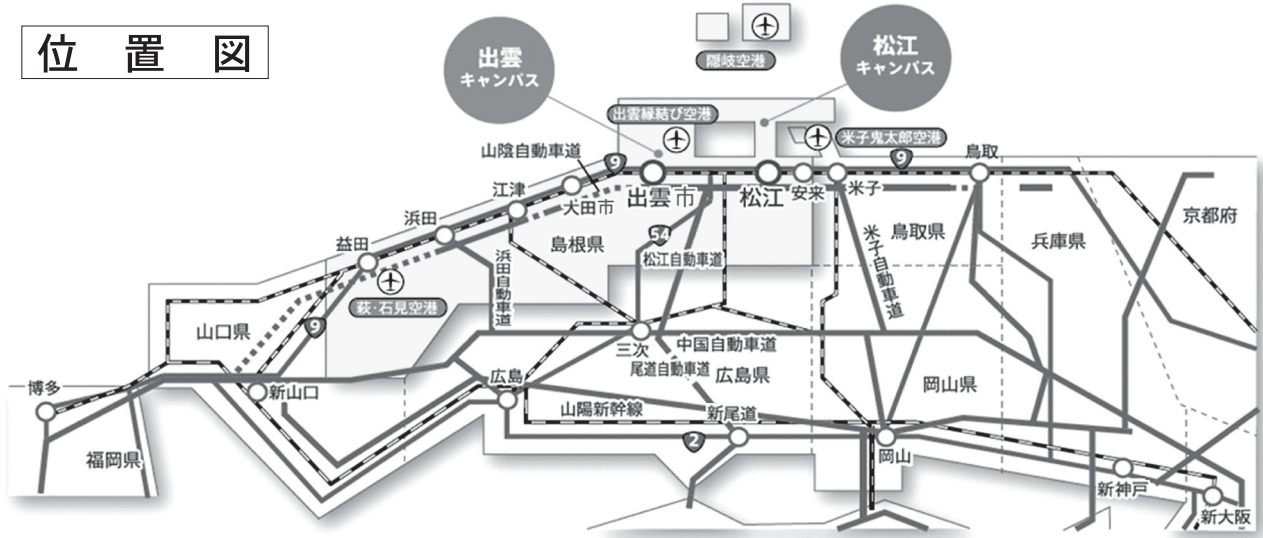 位置図
出雲
キャンパス
松江
キャンパス
隠岐空港
出雲縁結び空港
米子鬼太郎空港
山陰自動車道
9
9
鳥取
江津
大田市
出雲市
松江
安来
米子
浜田
益田
島根県
54
松江自動車道
浜田自動車道
米子自動車道
鳥取県
兵庫県
京都府
萩・石見空港
9
山口県
三次
中国自動車道
尾道自動車道
広島県
岡山県
博多
新山口
広島
山陽新幹線
新尾道
2
岡山
福岡県
新神戸
新大阪